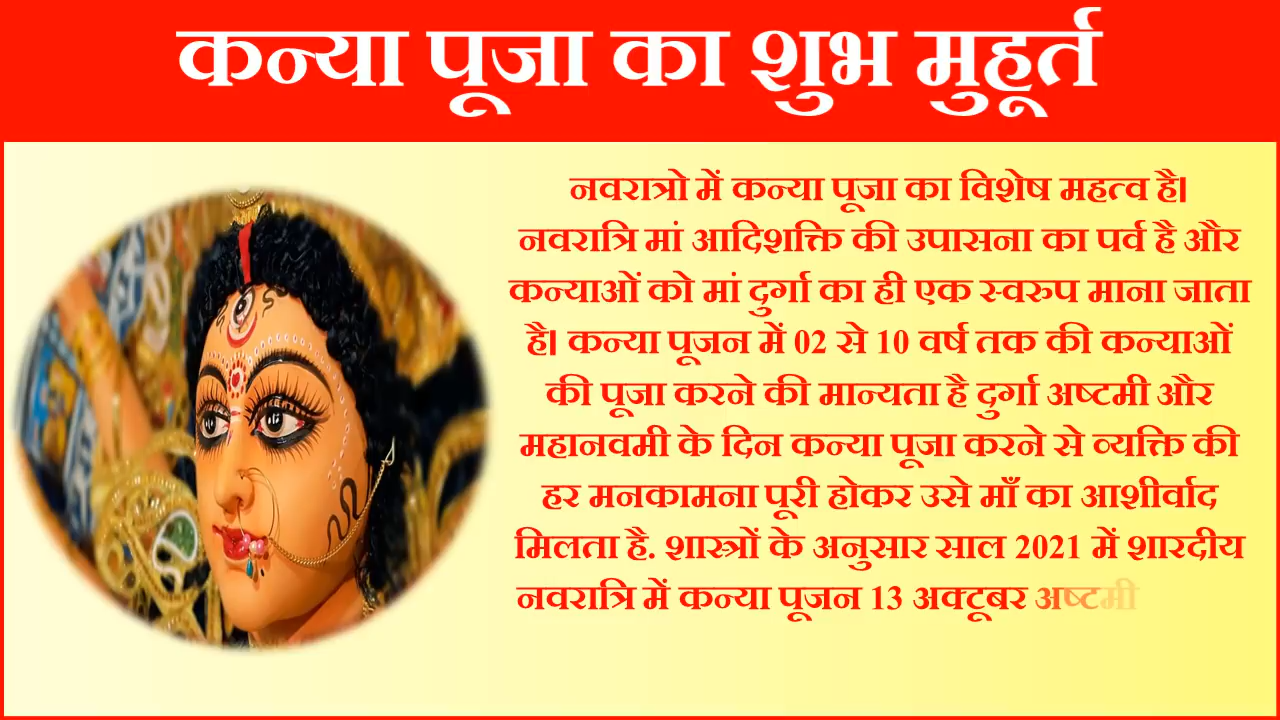 कन्या पूजा का शुभ मुहूर्त
नवरात्रो में कन्या पूजा का विशेष महत्व है।
नवरात्रि मां आदिशक्ति की उपासना का पर्व है और
कन्याओं को मां दुर्गा का ही एक स्वरुप माना जाता
है। कन्या पूजन में 02 से 10 वर्ष तक की कन्याओं
की पूजा करने की मान्यता है दुर्गा अष्टमी और
महानवमी के दिन कन्या पूजा करने से व्यक्ति की
हर मनकामना पूरी होकर उसे माँ का आशीर्वाद
मिलता है. शास्त्रों के अनुसार साल 2021 में शारदीय
नवरात्रि में कन्या पूजन 13 अक्टूबर अष्टमी